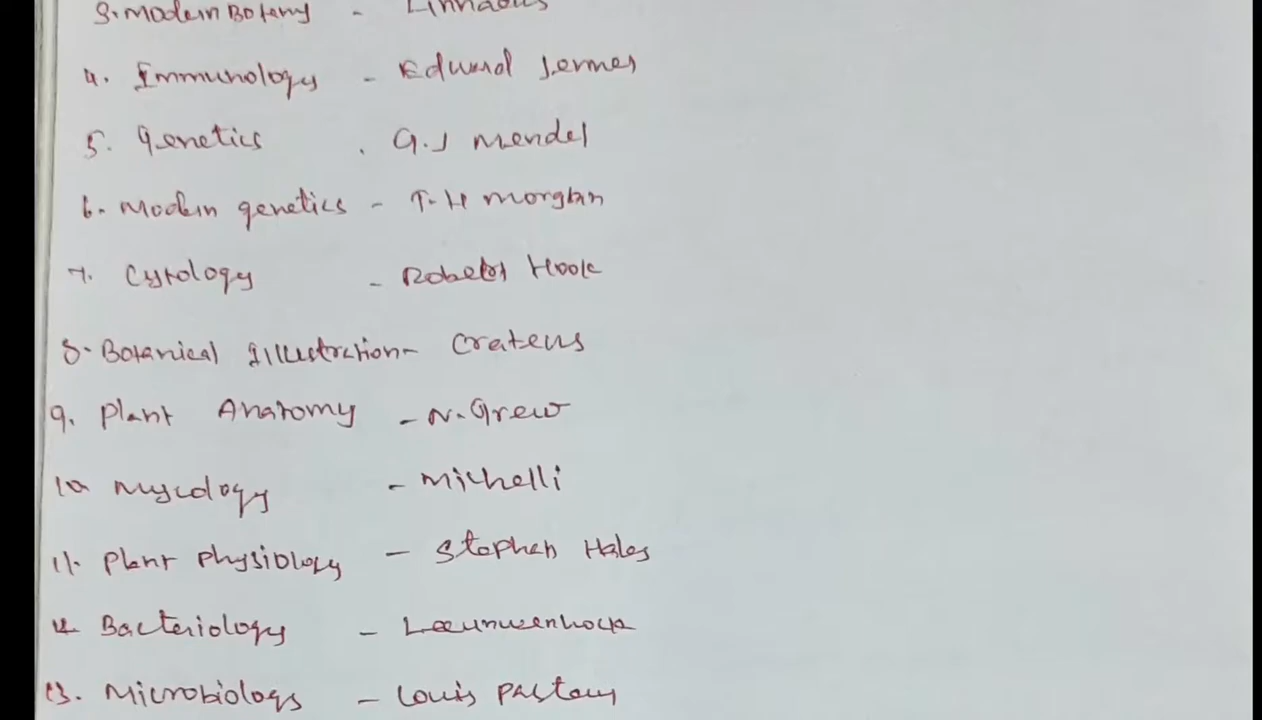 3. Modern Botany - Linnaeus
4. Immunology - Edward Jenner
5. Genetics - G.J Mendel
6. Modern genetics - T.H Morgan
7. Cytology - Robert Hook
8. Botanical Illustration - Crateus
9. Plant Anatomy - N. Grew
10. Mycology - Michelli
11. Plant Physiology - Stephen Hales
12. Bacteriology - Leeunwenhock
13. Microbiology - Louis Pasteur